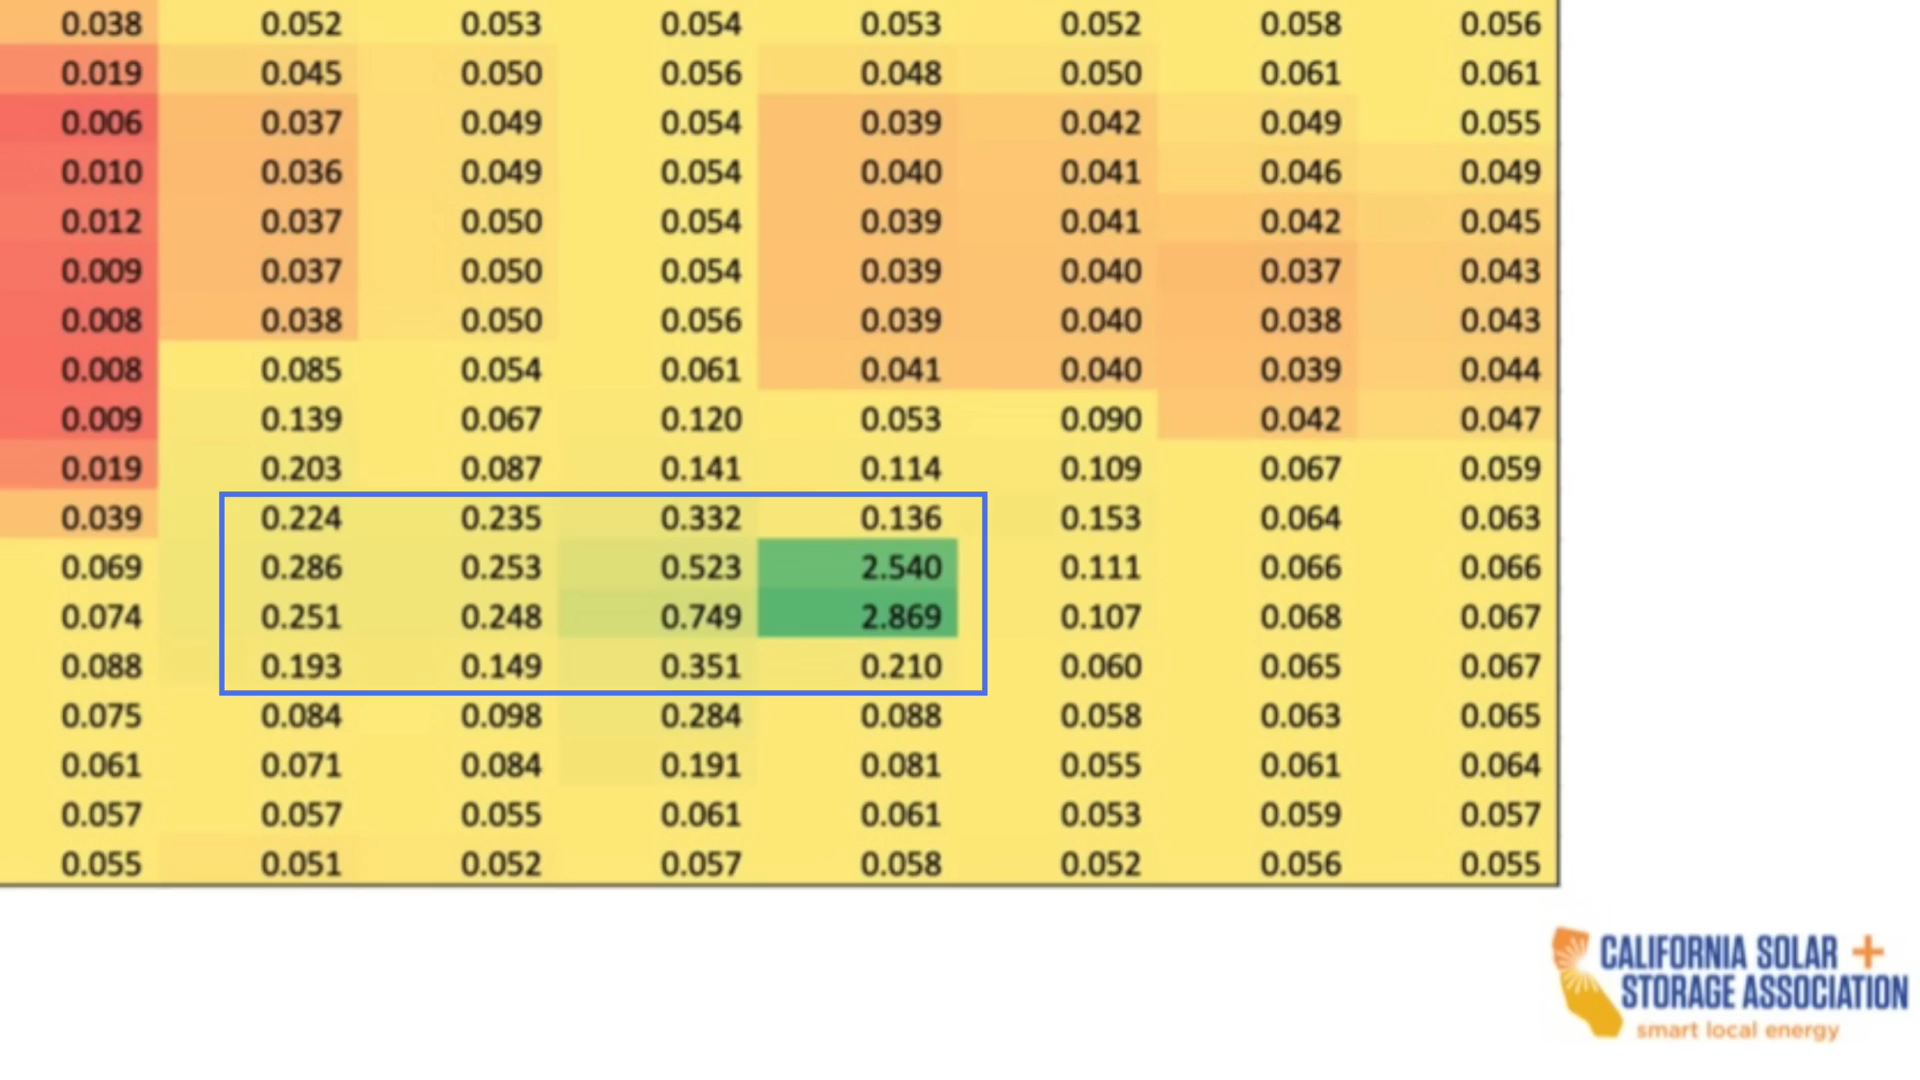 0.038 0.052 0.053 0.054 0.053 0.052 0.058 0.056
0.019 0.045 0.050 0.056 0.048 0.050 0.061 0.061
0.006 0.037 0.049 0.054 0.039 0.042 0.049 0.055
0.010 0.036 0.049 0.054 0.040 0.041 0.046 0.049
0.012 0.037 0.050 0.054 0.039 0.041 0.042 0.045
0.009 0.037 0.050 0.054 0.039 0.040 0.037 0.043
0.008 0.038 0.050 0.056 0.039 0.040 0.038 0.043
0.008 0.085 0.054 0.061 0.041 0.040 0.039 0.044
0.009 0.139 0.067 0.120 0.053 0.090 0.042 0.047
0.019 0.203 0.087 0.141 0.114 0.109 0.067 0.059
0.039 0.224 0.235 0.332 0.136 0.153 0.064 0.063
0.069 0.286 0.253 0.523 2.540 0.111 0.066 0.066
0.074 0.251 0.248 0.749 2.869 0.107 0.068 0.067
0.088 0.193 0.149 0.351 0.210 0.060 0.065 0.067
0.075 0.084 0.098 0.284 0.088 0.058 0.063 0.065
0.061 0.071 0.084 0.191 0.081 0.055 0.061 0.064
0.057 0.057 0.055 0.061 0.061 0.053 0.059 0.057
0.055 0.051 0.052 0.057 0.058 0.052 0.056 0.055
CALIFORNIA SOLAR +
STORAGE ASSOCIATION
smart local energy